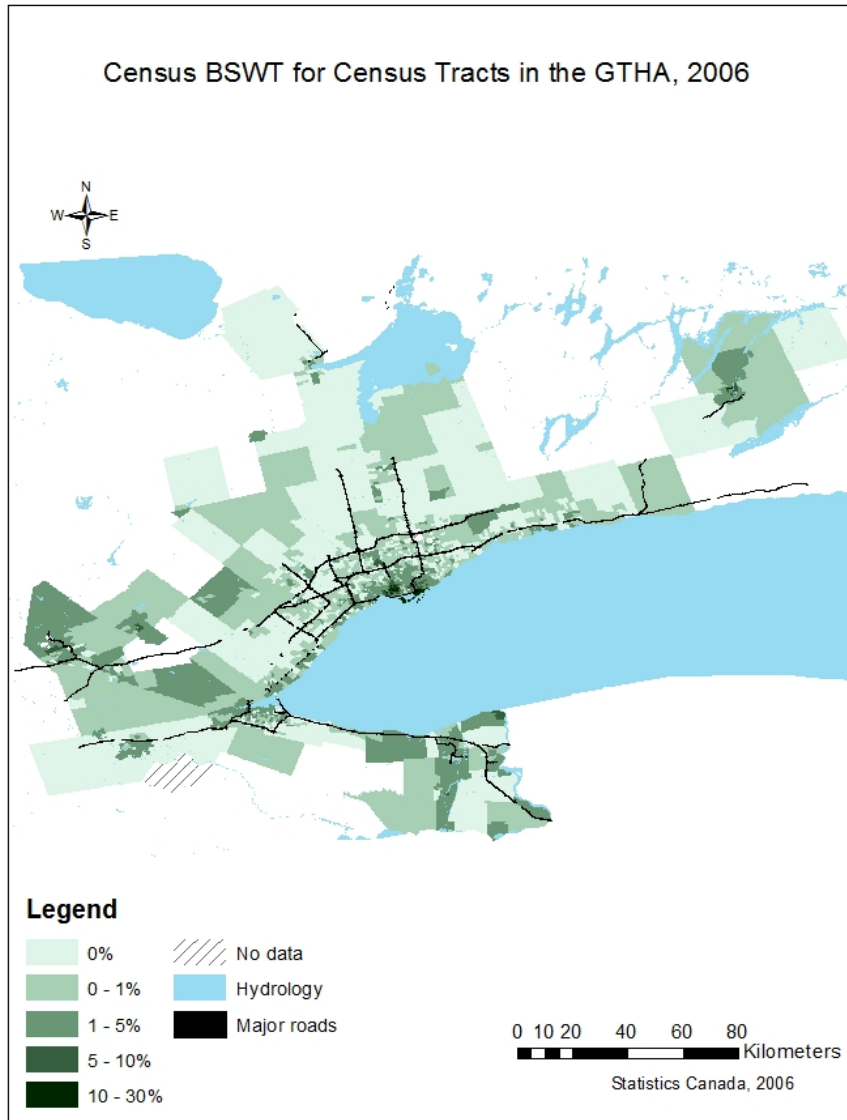 Census BSWT for Census Tracts in the GTHA, 2006
N
W E
S
Legend
0%
0 - 1%
1 - 5%
5 - 10%
10 - 30%
No data
Hydrology
Major roads
0 10 20 40 60 80
Kilometers
Statistics Canada, 2006